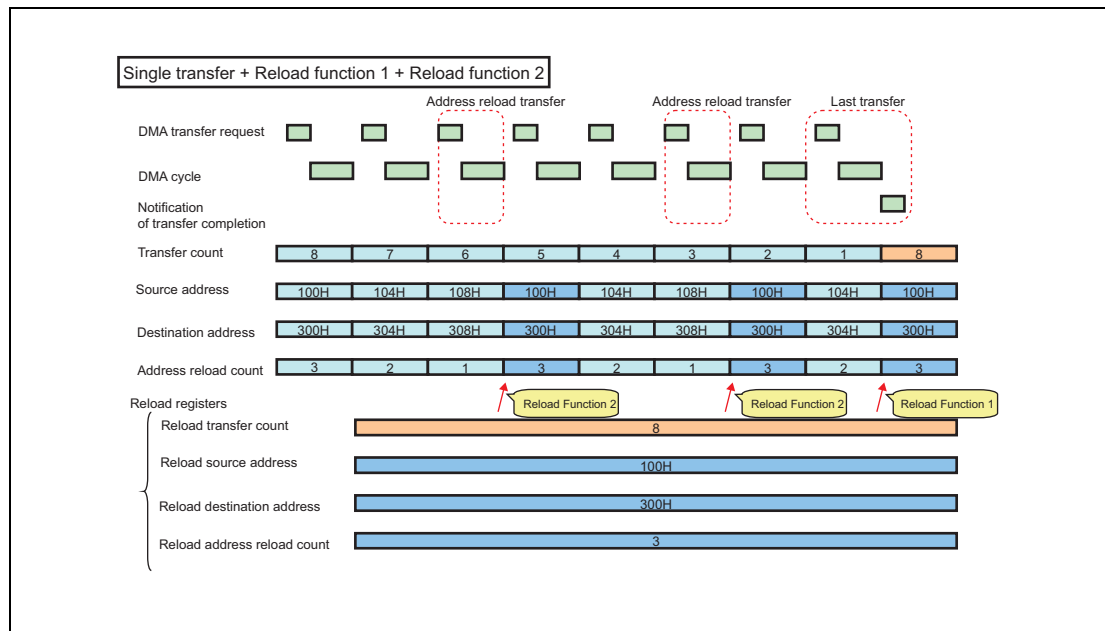 Single transfer + Reload function 1 + Reload function 2
Address reload transfer Address reload transfer Last transfer
DMA transfer request
DMA cycle
Notification
of transfer completion
Transfer count 8 7 6 5 4 3 2 1 8
Source address 100H 104H 108H 100H 104H 108H 100H 104H 100H
Destination address 300H 304H 308H 300H 304H 308H 300H 304H 300H
Address reload count 3 2 1 3 2 1 3 2 3
Reload Function 2 Reload Function 2 Reload Function 1
Reload registers
Reload transfer count 8
Reload source address 100H
Reload destination address 300H
Reload address reload count 3